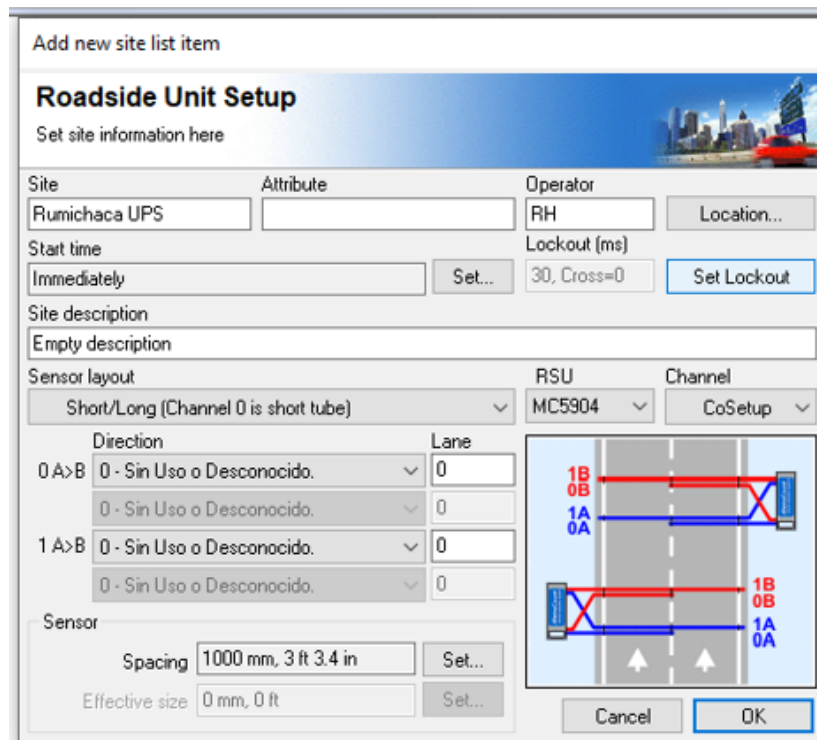 Add new site list item
Roadside Unit Setup
Set site information here
Site Attribute Operator
Rumichaca UPS RH Location...
Start time Lockout (ms)
Immediately Set... 30, Cross=0 Set Lockout
Site description
Empty description
Sensor layout RSU Channel
Short/Long (Channel 0 is short tube) MC5904 CoSetup
Direction Lane
0 A>B 0 - Sin Uso o Desconocido. 0
0 - Sin Uso o Desconocido. 0
1 A>B 0 - Sin Uso o Desconocido. 0
0 - Sin Uso o Desconocido. 0
1B
0B
1A
0A
1B
0B
1A
0A
Sensor
Spacing 1000 mm, 3 ft 3.4 in Set...
Effective size 0 mm, 0 ft Set...
Cancel OK